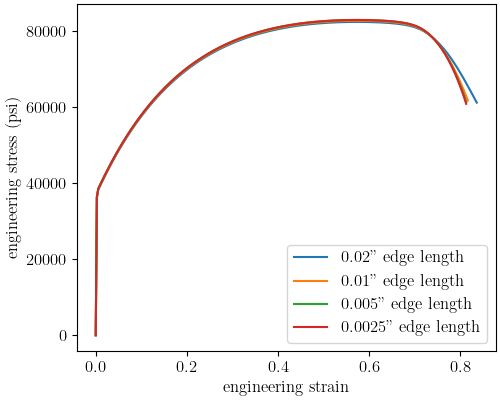 80000
60000
40000
20000
0
engineering stress (psi)
0.02” edge length
0.01” edge length
0.005” edge length
0.0025” edge length
0.0 0.2 0.4 0.6 0.8
engineering strain